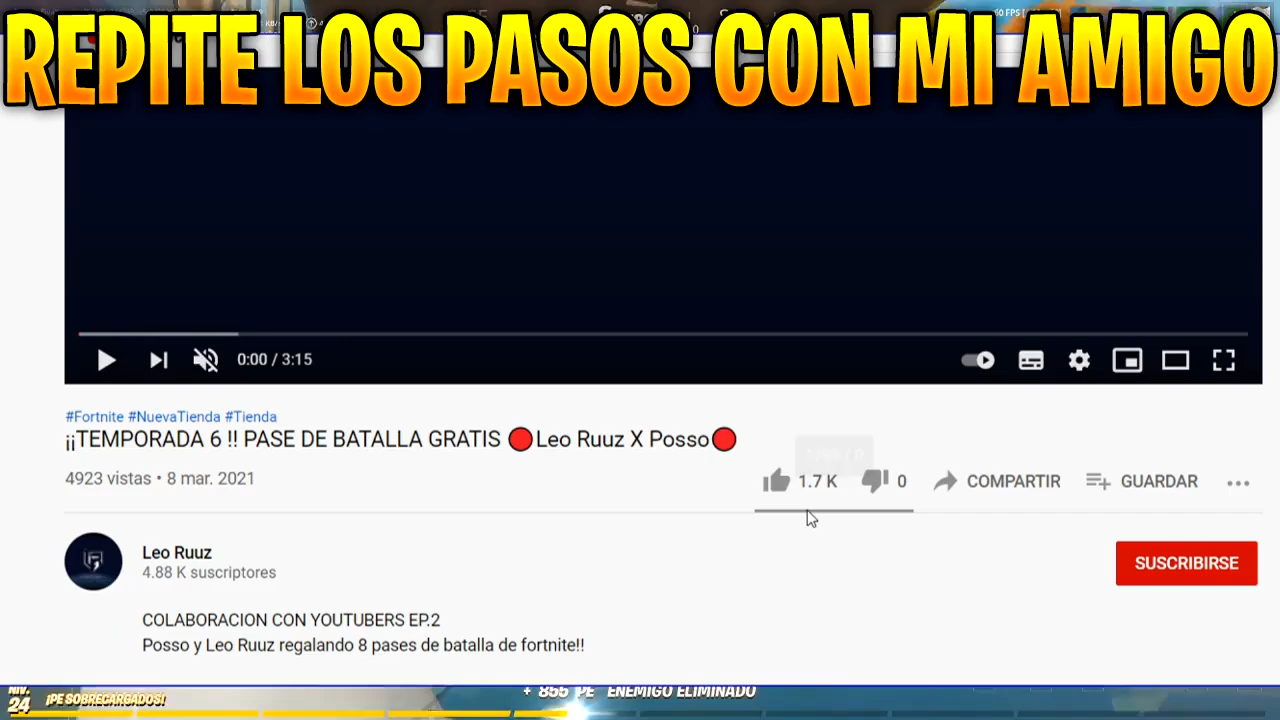 REPITE LOS PASOS CON MI AMIGO
0:00 / 3:15
#Fortnite #NuevaTienda #Tienda
¡¡TEMPORADA 6 !! PASE DE BATALLA GRATIS 🔴Leo Ruuz X Posso🔴
4923 vistas • 8 mar. 2021
1.7 K 0 COMPARTIR GUARDAR
Leo Ruuz
4.88 K suscriptores
SUSCRIBIRSE
COLABORACION CON YOUTUBERS EP.2
Posso y Leo Ruuz regalando 8 pases de batalla de fortnite!!
+ 855 PE ENEMIGO ELIMINADO
NIV. 24 ¡PE SOBRECARGADOS!